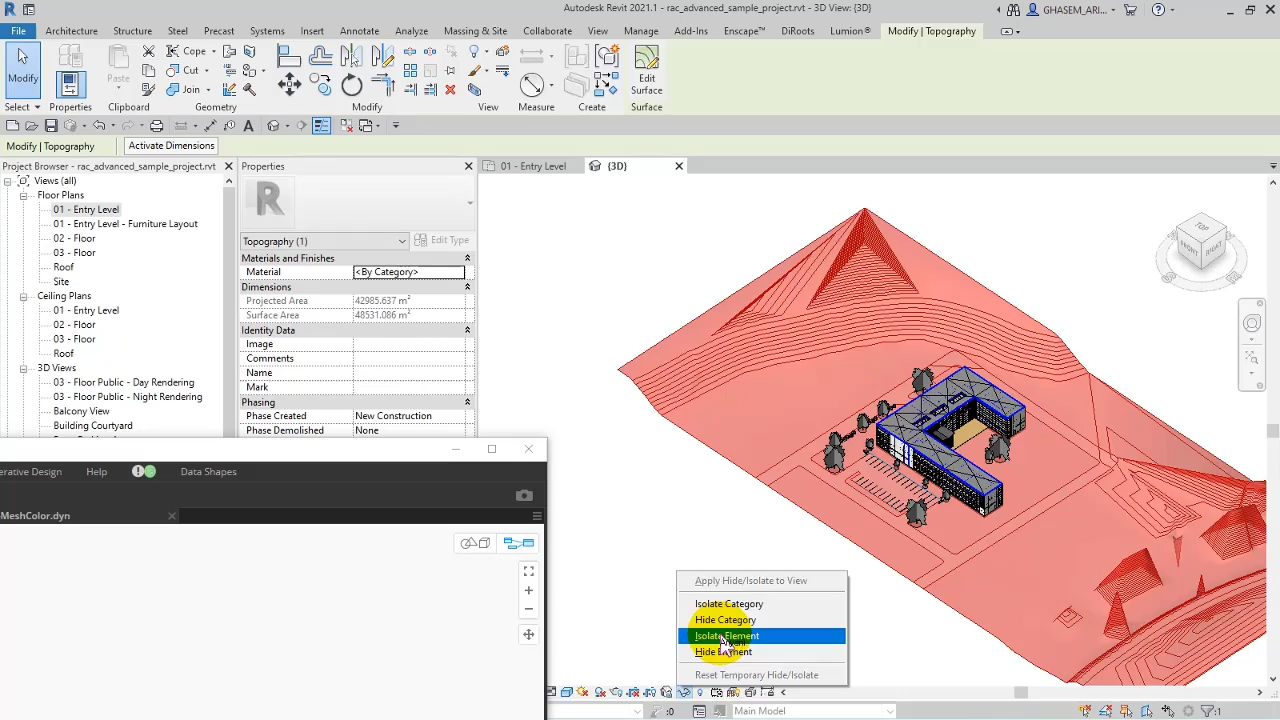 Autodesk Revit 2021.1 - rac_advanced_sample_project.rvt - 3D View: {3D}
GHASEM_ARI...
File Architecture Structure Steel Precast Systems Insert Annotate Analyze Massing & Site Collaborate View Manage Add-Ins Enscape™ DiRoots Lumion® Modify | Topography
Cope
Cut
Join
Modify
Properties
Paste
Edit
Surface
Select Properties Clipboard Geometry Modify View Measure Create Surface
Modify | Topography
Activate Dimensions
Project Browser - rac_advanced_sample_project.rvt
Views (all)
Floor Plans
01 - Entry Level
01 - Entry Level - Furniture Layout
02 - Floor
03 - Floor
Roof
Site
Ceiling Plans
01 - Entry Level
02 - Floor
03 - Floor
Roof
3D Views
03 - Floor Public - Day Rendering
03 - Floor Public - Night Rendering
Balcony View
Building Courtyard
Properties
Topography (1)
Edit Type
Materials and Finishes
Material <By Category>
Dimensions
Projected Area 42985.637 m²
Surface Area 48531.086 m²
Identity Data
Image
Comments
Name
Mark
Phasing
Phase Created New Construction
Phase Demolished None
01 - Entry Level
{3D}
TOP
FRONT
RIGHT
erative Design Help Data Shapes
MeshColor.dyn
Apply Hide/Isolate to View
Isolate Category
Hide Category
Isolate Element
Hide Element
Reset Temporary Hide/Isolate
:0
Main Model
:1